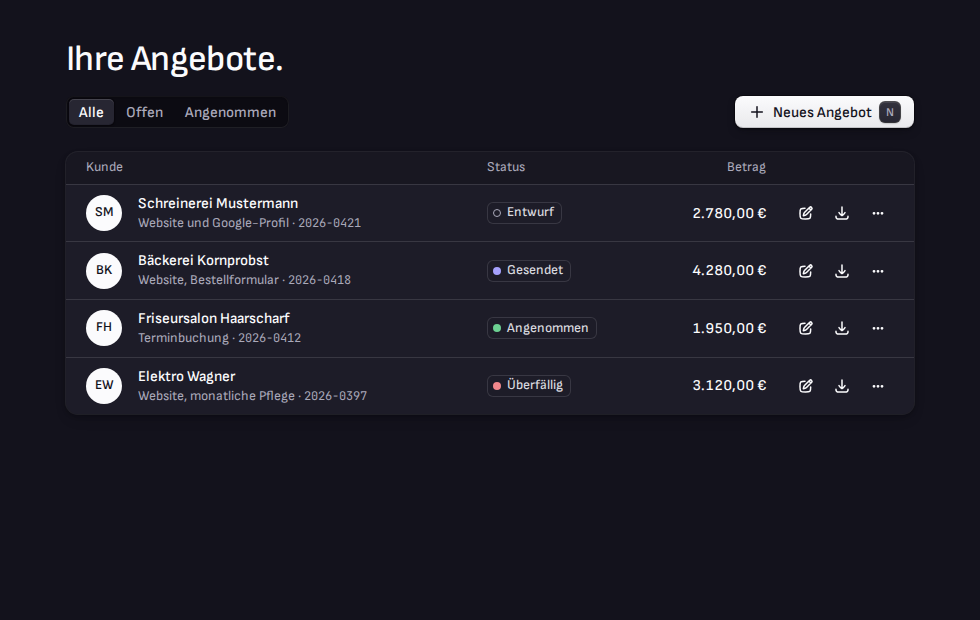 Ihre Angebote.
Alle Offen Angenommen
Neues Angebot N
Kunde Status Betrag
SM Schreinerei Mustermann
Website und Google-Profil · 2026-0421
Entwurf
2.780,00 €
BK Bäckerei Kornprobst
Website, Bestellformular · 2026-0418
Gesendet
4.280,00 €
FH Friseursalon Haarscharf
Terminbuchung · 2026-0412
Angenommen
1.950,00 €
EW Elektro Wagner
Website, monatliche Pflege · 2026-0397
Überfällig
3.120,00 €